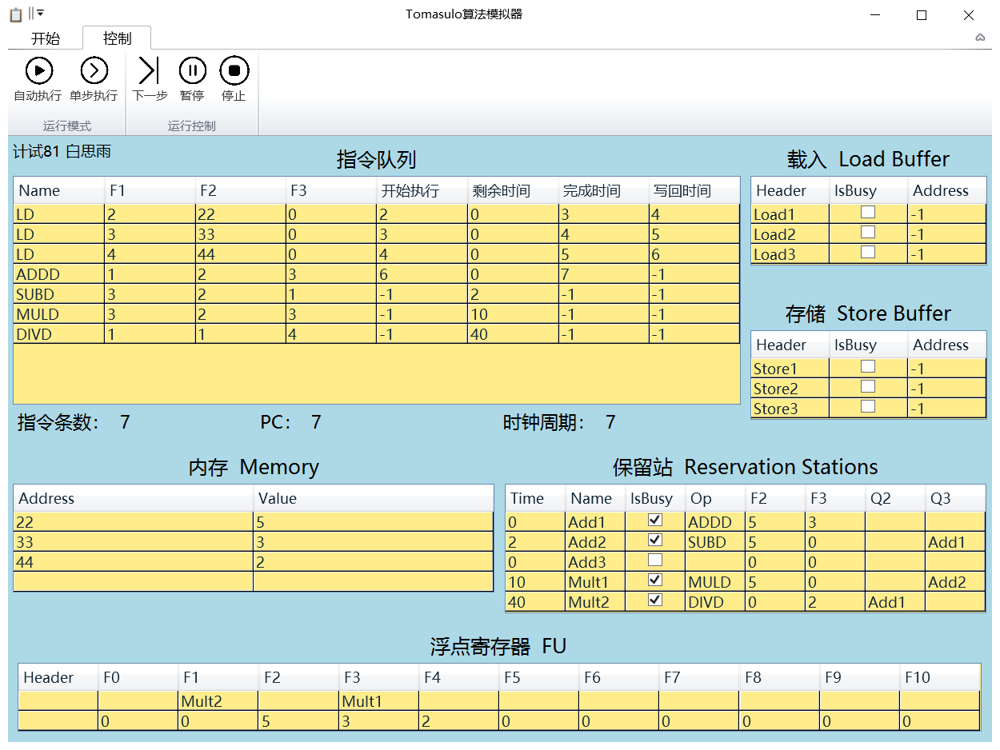 Tomasulo算法模拟器
开始 控制
自动执行 单步执行 下一步 暂停 停止
运行模式 运行控制
计试81 白思雨
指令队列
Name F1 F2 F3 开始执行 剩余时间 完成时间 写回时间
LD 2 22 0 2 0 3 4
LD 3 33 0 3 0 4 5
LD 4 44 0 4 0 5 6
ADDD 1 2 3 6 0 7 -1
SUBD 3 2 1 -1 2 -1 -1
MULD 3 2 3 -1 10 -1 -1
DIVD 1 1 4 -1 40 -1 -1
指令条数： 7 PC： 7 时钟周期： 7
载入 Load Buffer
Header IsBusy Address
Load1 -1
Load2 -1
Load3 -1
存储 Store Buffer
Header IsBusy Address
Store1 -1
Store2 -1
Store3 -1
内存 Memory
Address Value
22 5
33 3
44 2
保留站 Reservation Stations
Time Name IsBusy Op F2 F3 Q2 Q3
0 Add1 ADDD 5 3
2 Add2 SUBD 5 0 Add1
0 Add3 0 0
10 Mult1 MULD 5 0 Add2
40 Mult2 DIVD 0 2 Add1
浮点寄存器 FU
Header F0 F1 F2 F3 F4 F5 F6 F7 F8 F9 F10
Mult2 Mult1
0 0 5 3 2 0 0 0 0 0 0